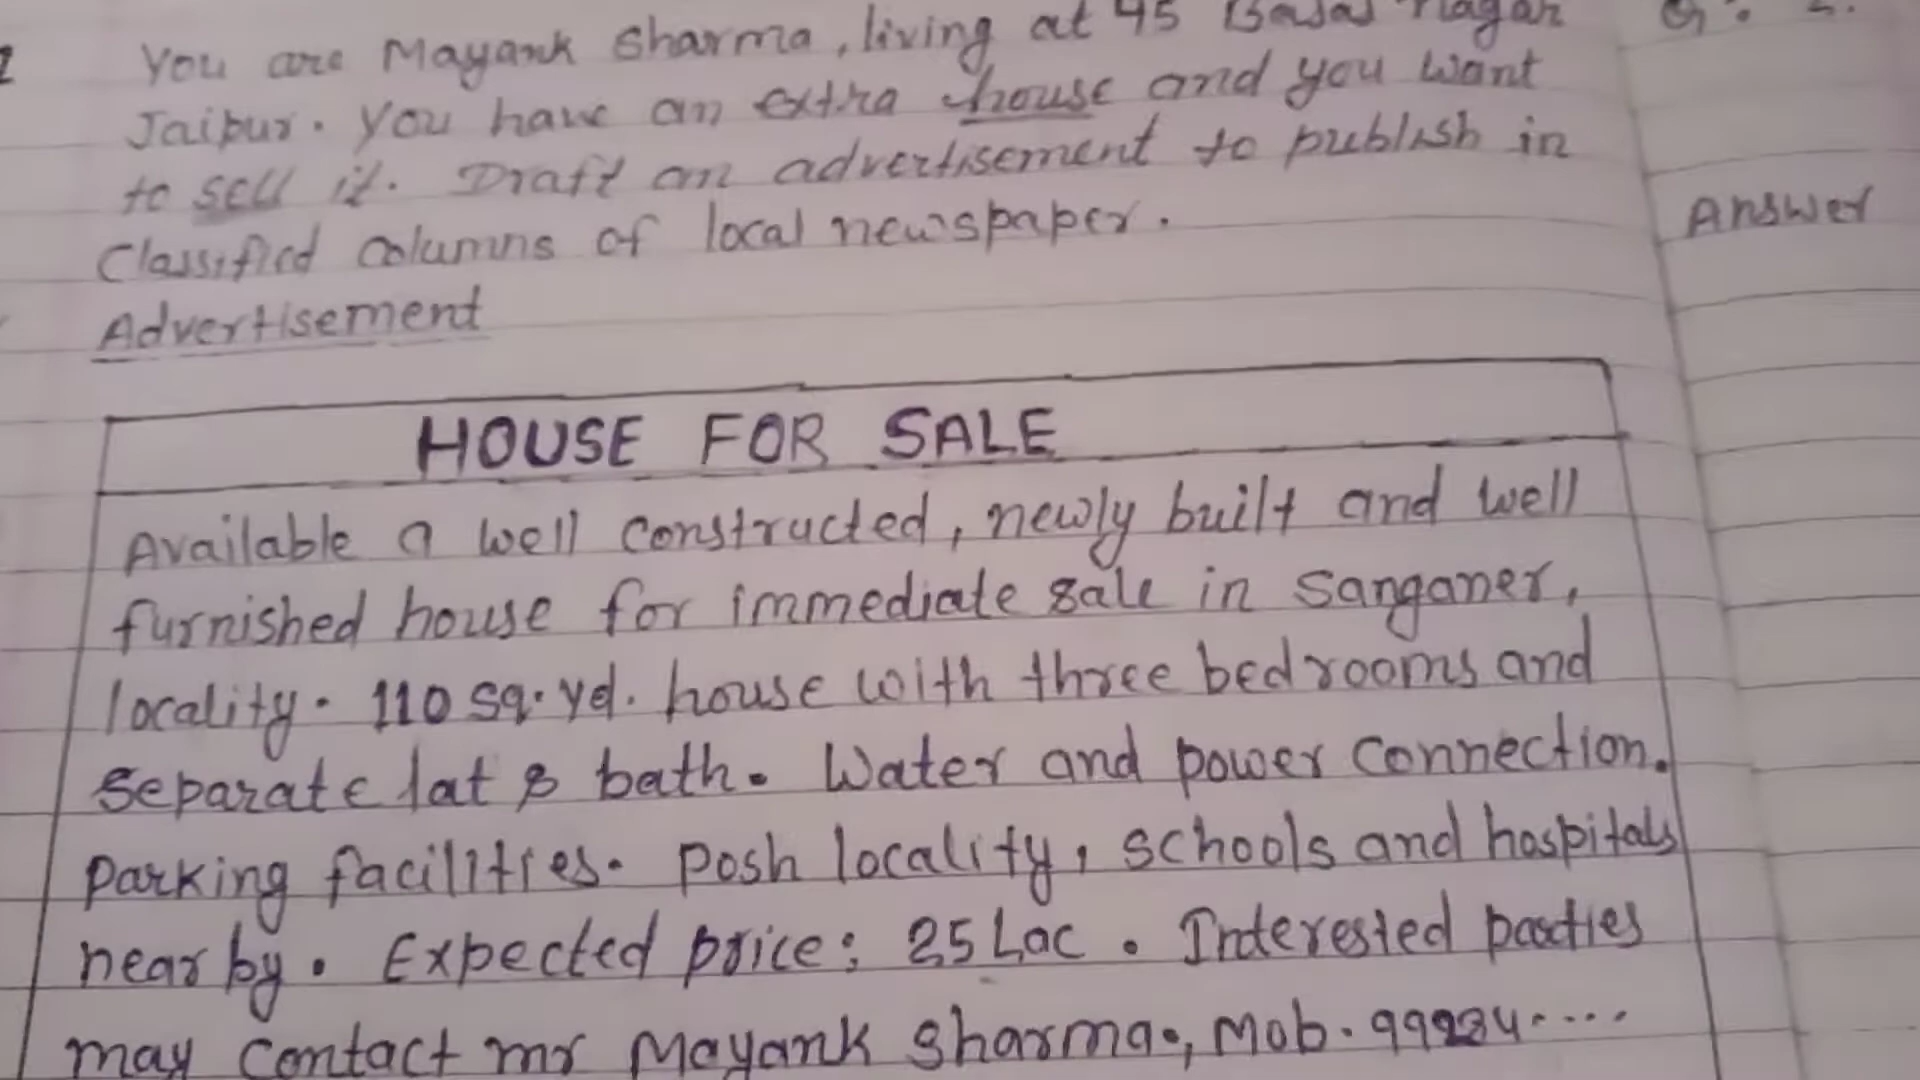 You are Mayank Sharma, living at 45 Nagar
Jaipur. You have an extra house and you want
to sell it. Draft an advertisement to publish in
Classified columns of local newspaper.
Answer
Advertisement
HOUSE FOR SALE
Available a well constructed, newly built and well
furnished house for immediate sale in Sanganer,
locality. 110 sq. yd. house with three bedrooms and
separate lat & bath. Water and power connection.
Parking facilities. Posh locality, schools and hospitals
near by. Expected price: 25 Lac. Interested parties
may contact mr Mayank Sharma., Mob. 99284....